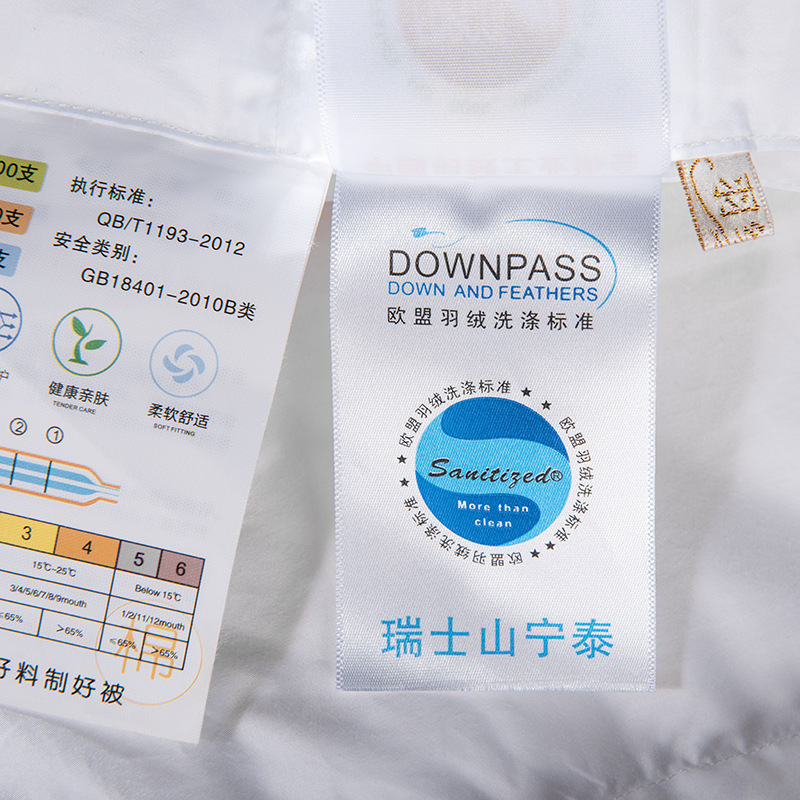 00支
支
支
执行标准：
QB/T1193-2012
安全类别：
GB18401-2010B类
护
健康亲肤
TENDER CARE
柔软舒适
SOFT FITTING
② ①
3 4 5 6
15℃-25℃ Below 15℃
3/4/5/6/7/8/9mouth 1/2/11/12mouth
≤65% >65% ≤65% >65%
棉
好料制好被
DOWNPASS
DOWN AND FEATHERS
欧盟羽绒洗涤标准
欧盟羽绒洗涤标准 ★ ★ 欧盟羽绒洗涤标准 ★ ★ 欧盟羽绒洗涤标准 ★ ★
Sanitized®
More than
clean
瑞士山宁泰